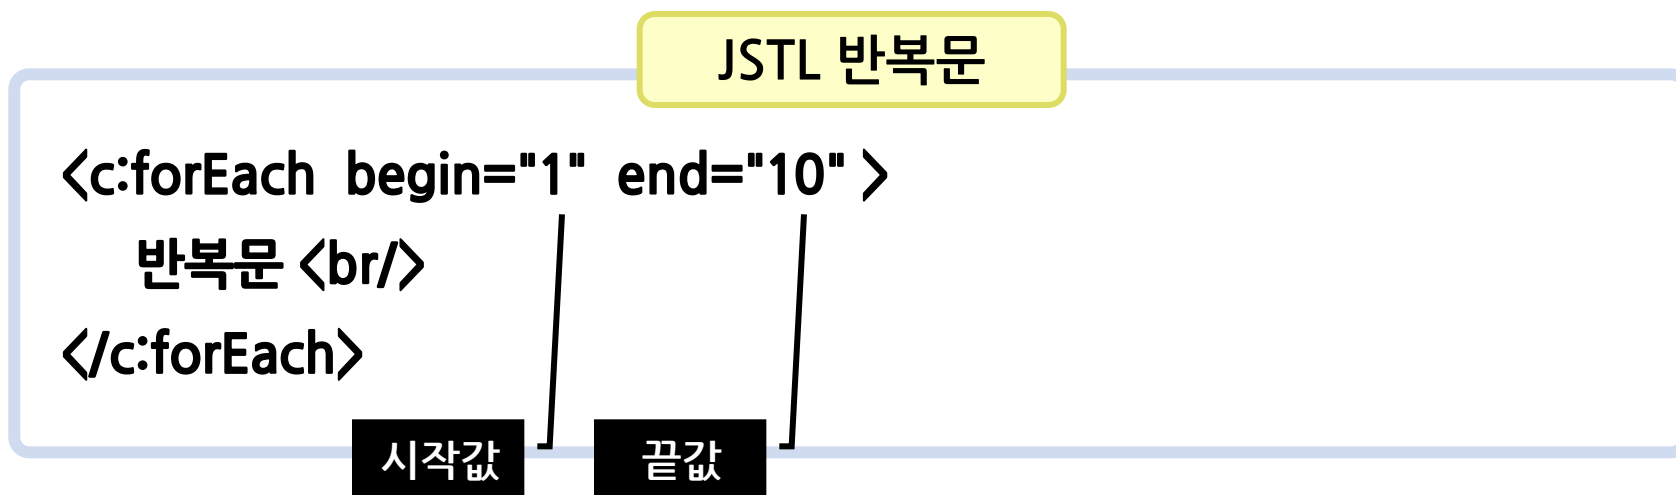 JSTL 반복문
<c:forEach begin="1" end="10" >
반복문 <br/>
</c:forEach>
시작값 끝값